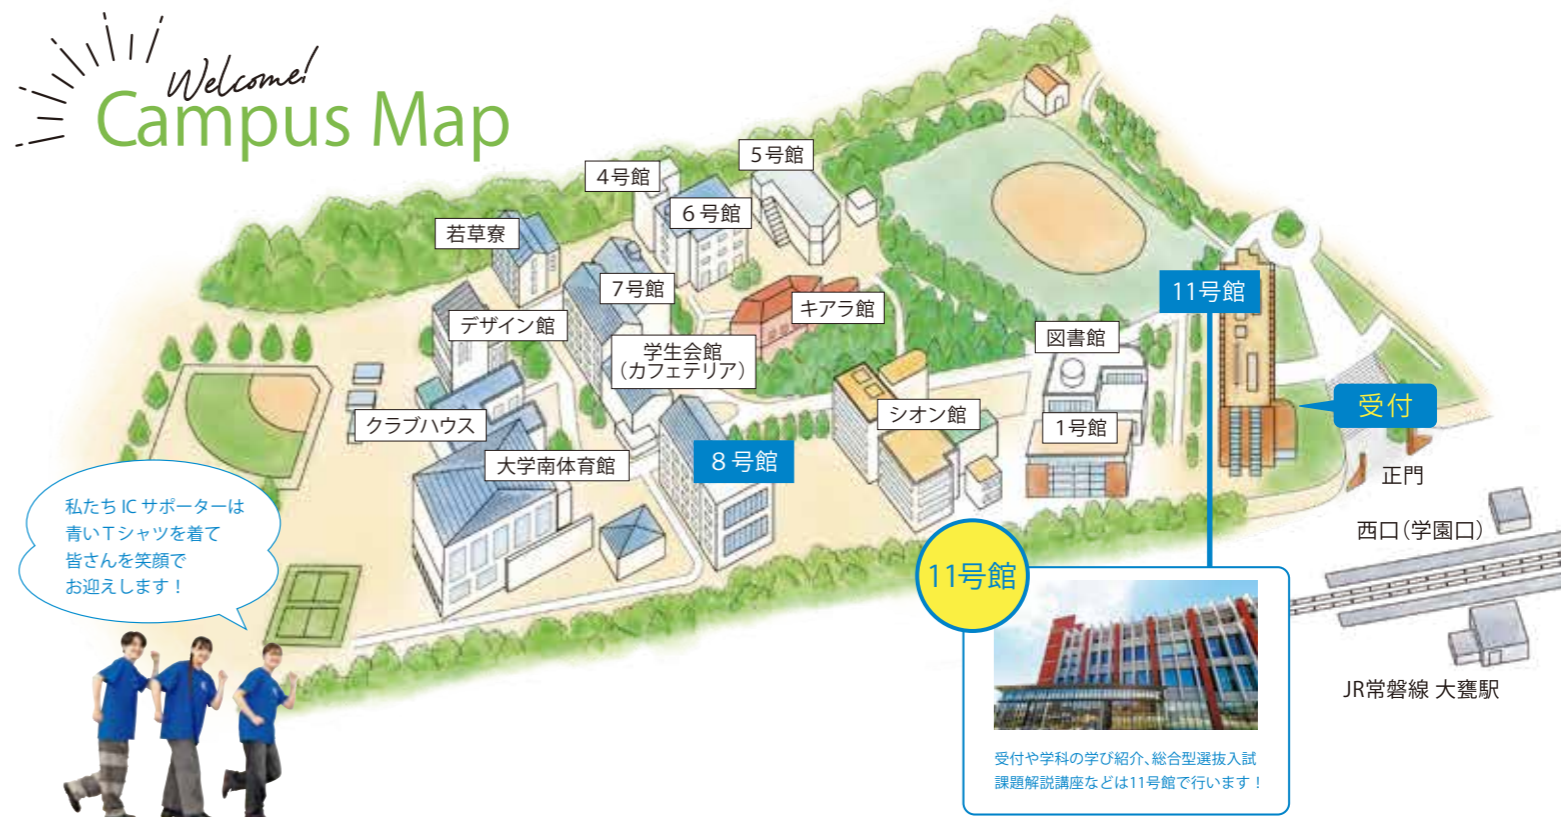 Welcome!
Campus Map
5号館
4号館
6号館
若草寮
7号館
キアラ館
11号館
デザイン館
学生会館
(カフェテリア)
図書館
受付
クラブハウス
シオン館
1号館
大学南体育館
8号館
正門
西口(学園口)
私たち IC サポーターは
青いTシャツを着て
皆さんを笑顔で
お迎えします!
11号館
JR常磐線 大甕駅
受付や学科の学び紹介、総合型選抜入試
課題解説講座などは11号館で行います!